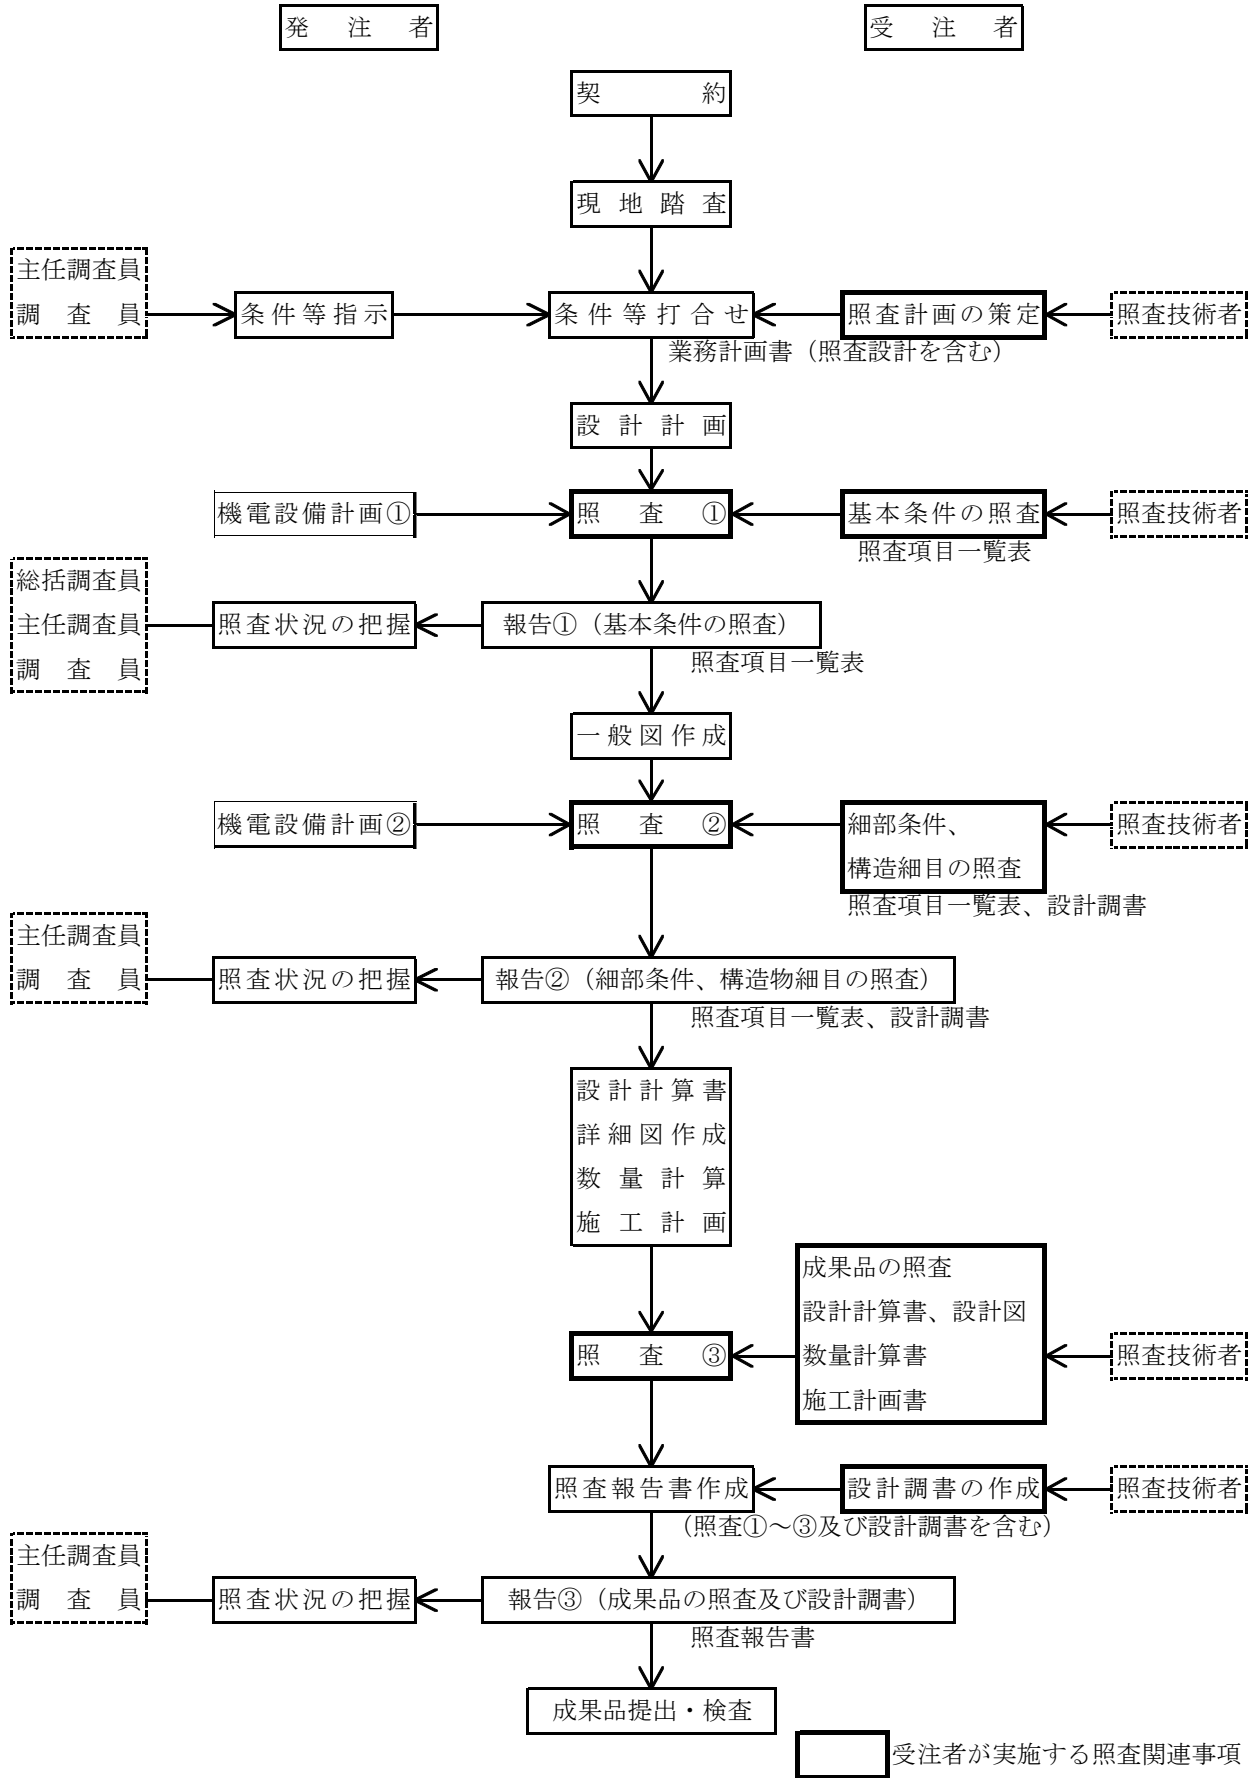 発注者
受注者
契約
現地踏査
主任調査員
調査員
条件等指示
条件等打合せ
照査計画の策定
照査技術者
業務計画書（照査設計を含む）
設計計画
機電設備計画①
照査①
基本条件の照査
照査技術者
照査項目一覧表
総括調査員
主任調査員
調査員
照査状況の把握
報告①（基本条件の照査）
照査項目一覧表
一般図作成
機電設備計画②
照査②
細部条件、
構造細目の照査
照査技術者
照査項目一覧表、設計調書
主任調査員
調査員
照査状況の把握
報告②（細部条件、構造物細目の照査）
照査項目一覧表、設計調書
設計計算書
詳細図作成
数量計算
施工計画
成果品の照査
設計計算書、設計図
数量計算書
施工計画書
照査③
照査技術者
照査報告書作成
設計調書の作成
照査技術者
（照査①～③及び設計調書を含む）
主任調査員
調査員
照査状況の把握
報告③（成果品の照査及び設計調書）
照査報告書
成果品提出・検査
受注者が実施する照査関連事項